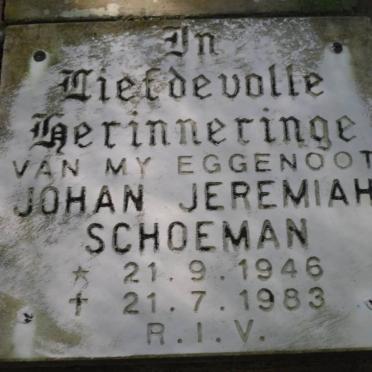 In
Liefdevolle
Herinneringe
VAN MY EGGENOOT
JOHAN JEREMIAH
SCHOEMAN
* 21.9.1946
† 21.7.1983
R.I.V.